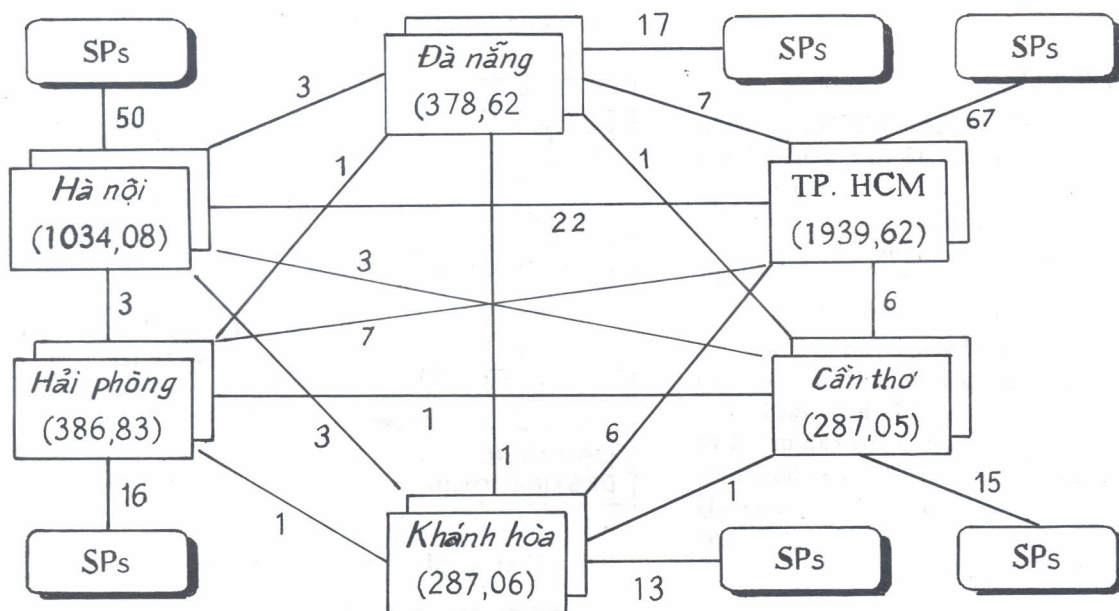 SPs
50
3
Đà nẵng
(378,62
17
SPs
SPs
7
67
Hà nội
(1034,08)
1
1
TP. HCM
(1939,62)
22
3
3
7
6
Hải phòng
(386,83)
Cần thơ
(287,05)
1
3
1
6
1
15
16
1
Khánh hòa
(287,06)
13
SPs
SPs
SPs